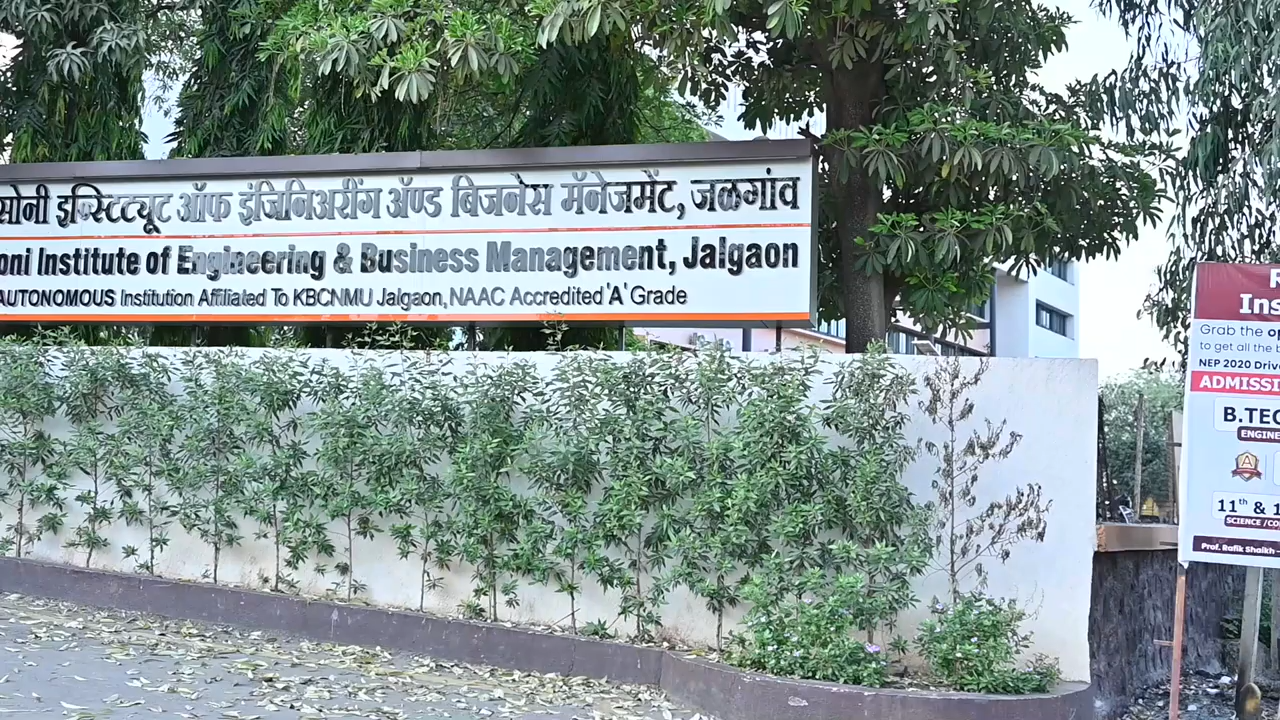 सोनी इन्स्टिट्यूट ऑफ इंजिनिअरींग ॲण्ड बिजनेस मॅनेजमेंट, जळगांव
oni Institute of Engineering & Business Management, Jalgaon
AUTONOMOUS Institution Affiliated To KBCNMU Jalgaon, NAAC Accredited 'A' Grade
R
Ins
Grab the
to get all the
NEP 2020 Driv
ADMISSI
B.TEC
ENGINE
A
11th & 1
SCIENCE /CO
Prof. Rafik Shaikh